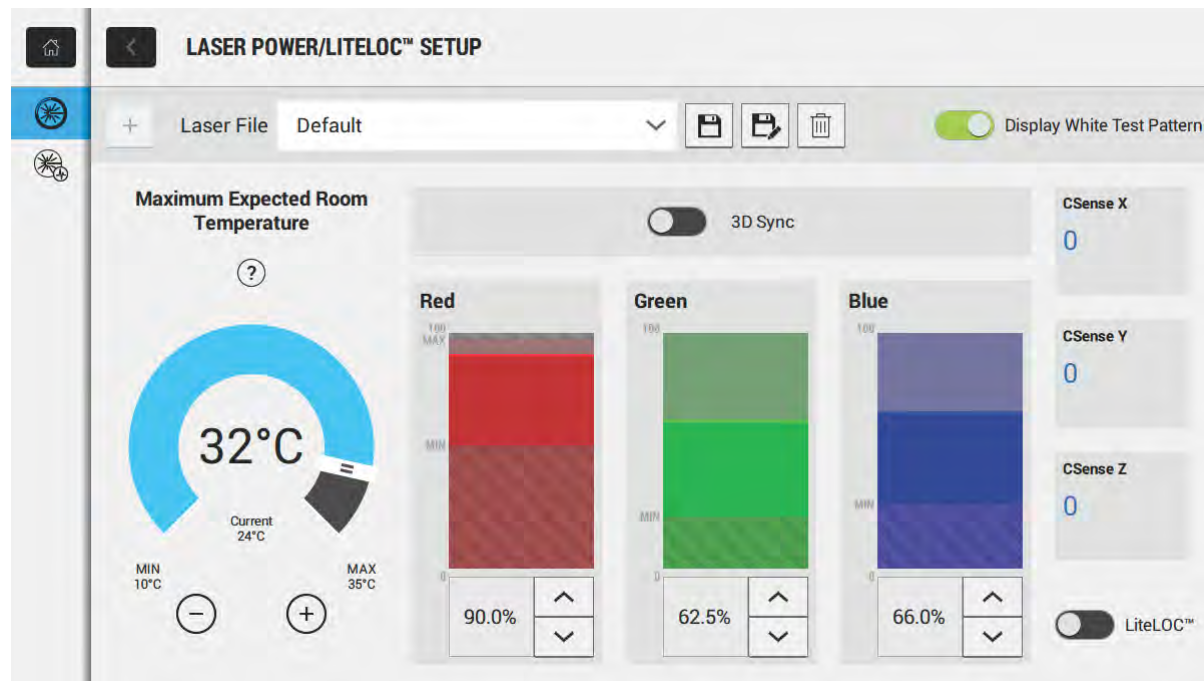 LASER POWER/LITELOC™ SETUP
+ Laser File Default
Display White Test Pattern
Maximum Expected Room
Temperature
?
32°C
Current
24°C
MIN
10°C
MAX
35°C
3D Sync
Red
100
MAX
MIN
0
90.0%
Green
100
MIN
0
62.5%
Blue
100
MIN
0
66.0%
CSense X
0
CSense Y
0
CSense Z
0
LiteLOC™